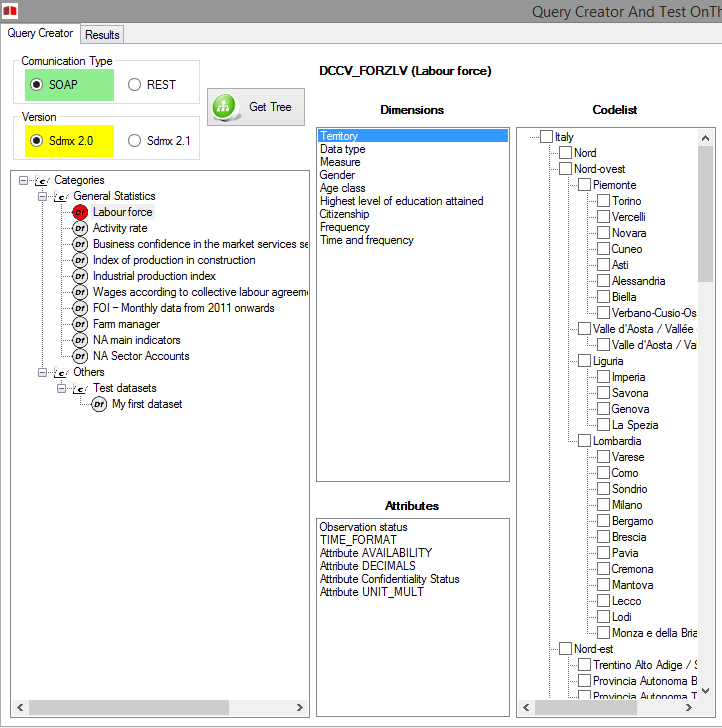 Query Creator And Test OnTh
Query Creator
Results
Comunication Type
SOAP
REST
Get Tree
Version
Sdmx 2.0
Sdmx 2.1
Categories
General Statistics
Labour force
Activity rate
Business confidence in the market services se
Index of production in construction
Industrial production index
Wages according to collective labour agreeme
FOI – Monthly data from 2011 onwards
Farm manager
NA main indicators
NA Sector Accounts
Others
Test datasets
My first dataset
DCCV_FORZLV (Labour force)
Dimensions
Territory
Data type
Measure
Gender
Age class
Highest level of education attained
Citizenship
Frequency
Time and frequency
Attributes
Observation status
TIME_FORMAT
Attribute AVAILABILITY
Attribute DECIMALS
Attribute Confidentiality Status
Attribute UNIT_MULT
Codelist
Italy
Nord
Nord-ovest
Piemonte
Torino
Vercelli
Novara
Cuneo
Asti
Alessandria
Biella
Verbano-Cusio-Os
Valle d'Aosta / Vallée
Valle d'Aosta / Val
Liguria
Imperia
Savona
Genova
La Spezia
Lombardia
Varese
Como
Sondrio
Milano
Bergamo
Brescia
Pavia
Cremona
Mantova
Lecco
Lodi
Monza e della Bria
Nord-est
Trentino Alto Adige / S
Provincia Autonoma B
Provincia Autonoma T